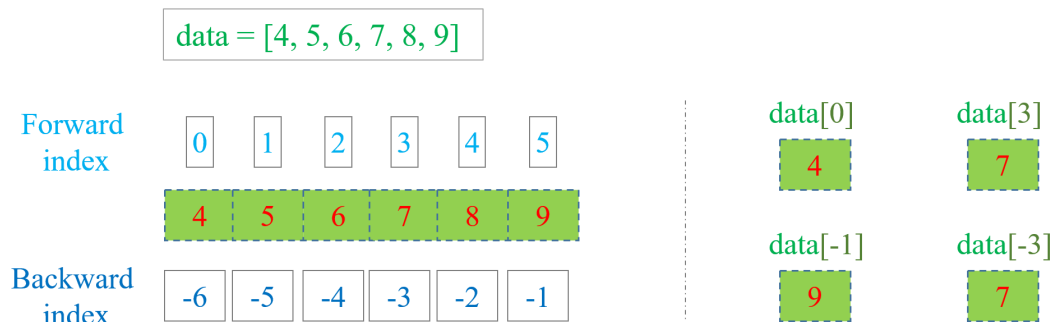 data = [4, 5, 6, 7, 8, 9]
Forward
index
0 1 2 3 4 5
4 5 6 7 8 9
Backward
index
-6 -5 -4 -3 -2 -1
data[0] data[3]
4 7
data[-1] data[-3]
9 7